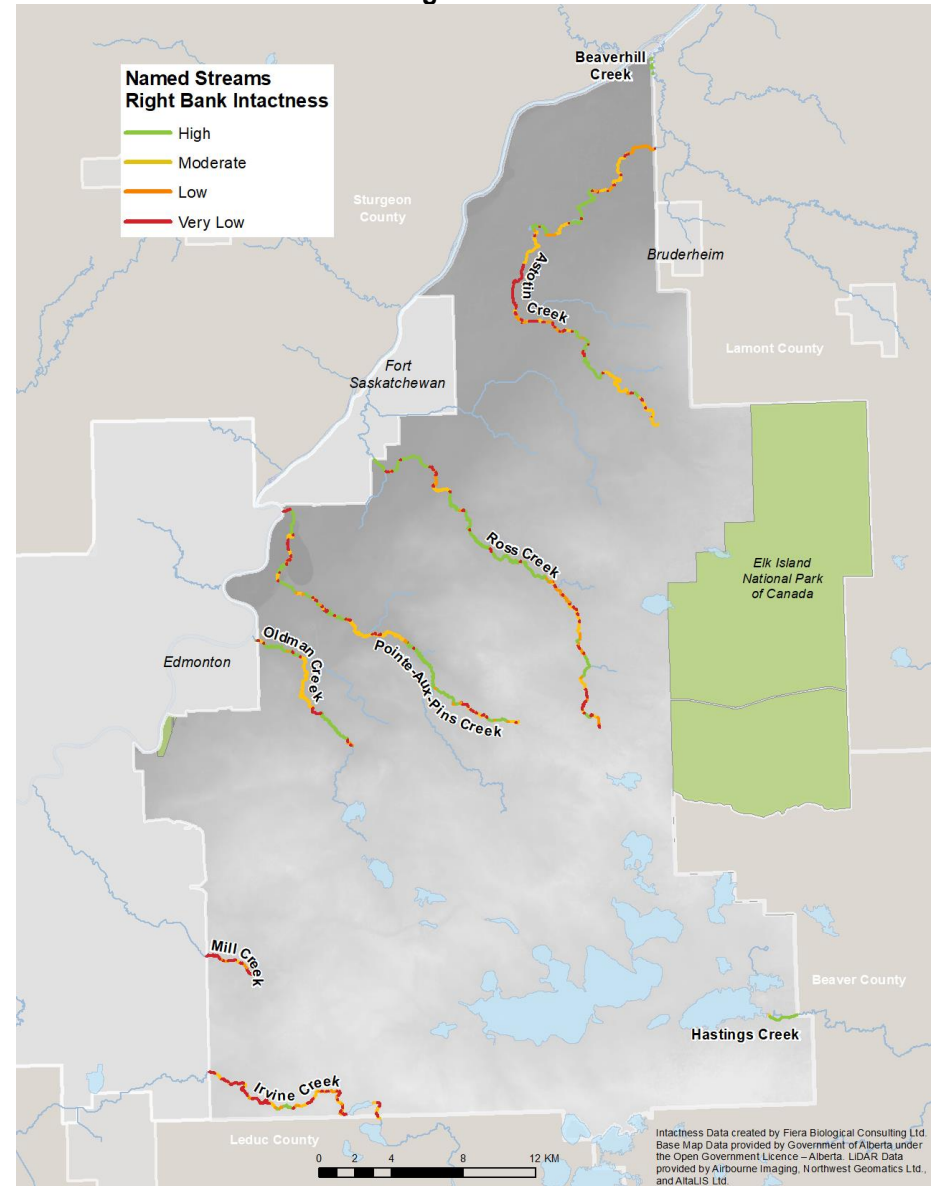 Beaverhill
Creek
Named Streams
Right Bank Intactness
High
Moderate
Low
Very Low
Sturgeon
County
Bruderheim
Astotin Creek
Lamont County
Fort
Saskatchewan
Ross Creek
Elk Island
National Park
of Canada
Oldman Creek
Edmonton
Pointe-Aux-Pins Creek
Mill Creek
Beaver County
Hastings Creek
Irvine Creek
Leduc County
0 2 4 8 12 KM
Intactness Data created by Fiera Biological Consulting Ltd.
Base Map Data provided by Government of Alberta under
the Open Government Licence – Alberta. LiDAR Data
provided by Airbourne Imaging, Northwest Geomatics Ltd.,
and AltaLIS Ltd.